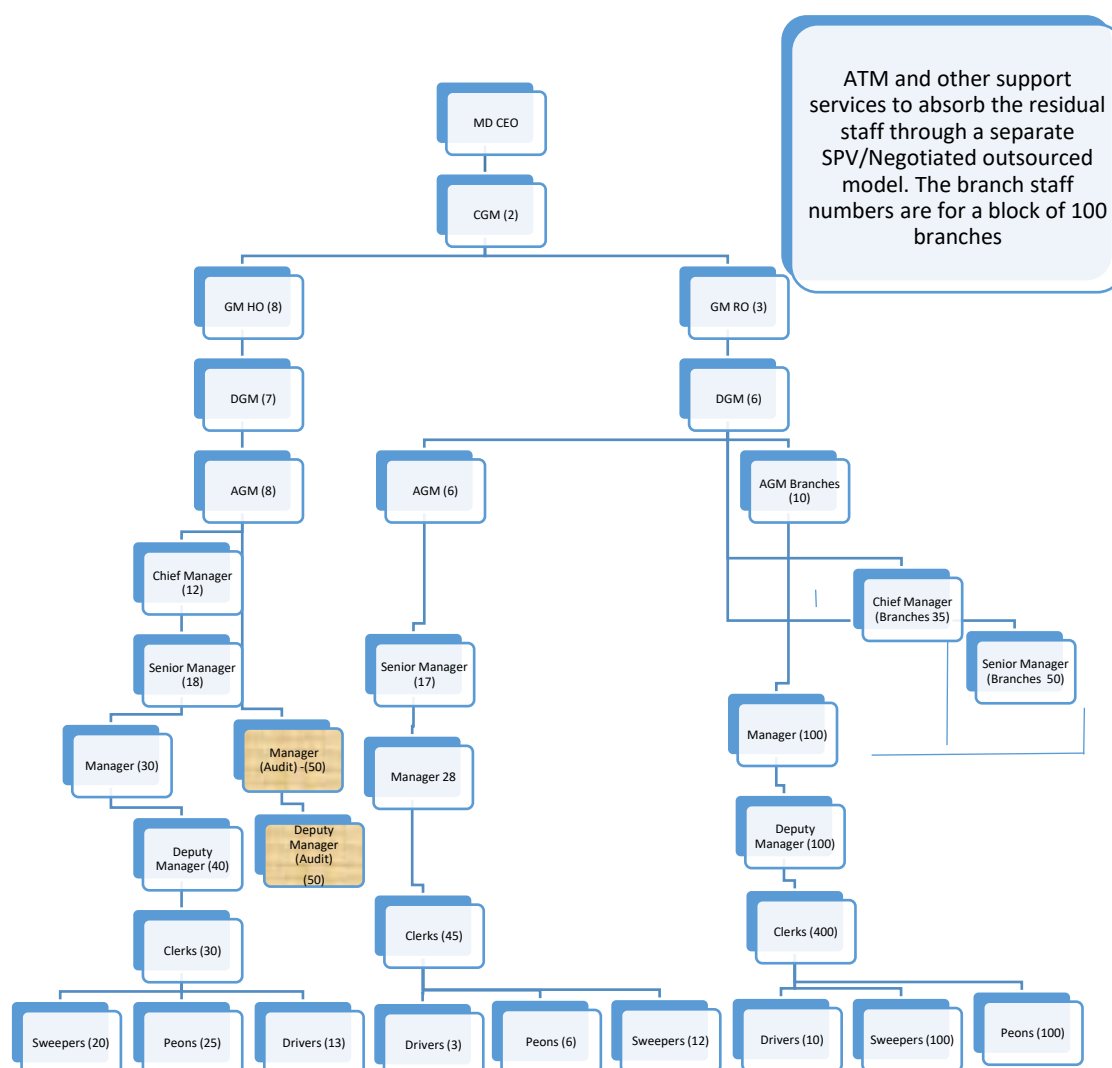 ATM and other support
services to absorb the residual
staff through a separate
SPV/Negotiated outsourced
model. The branch staff
numbers are for a block of 100
branches
MD CEO
CGM (2)
GM HO (8)
GM RO (3)
DGM (7)
DGM (6)
AGM (8)
AGM (6)
AGM Branches
(10)
Chief Manager
(12)
Chief Manager
(Branches 35)
Senior Manager
(18)
Senior Manager
(17)
Senior Manager
(Branches 50)
Manager (30)
Manager
(Audit) -(50)
Manager 28
Manager (100)
Deputy
Manager (40)
Deputy
Manager
(Audit)
(50)
Deputy
Manager (100)
Clerks (30)
Clerks (45)
Clerks (400)
Sweepers (20)
Peons (25)
Drivers (13)
Drivers (3)
Peons (6)
Sweepers (12)
Drivers (10)
Sweepers (100)
Peons (100)